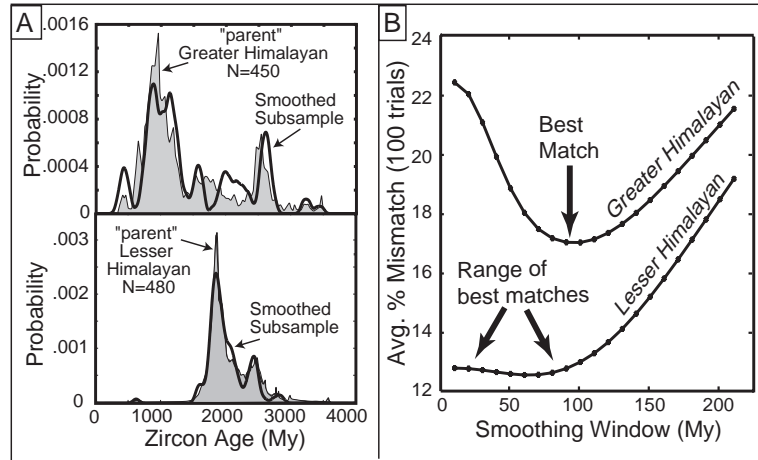 A
.0016
.0012
.0008
.0004
0
Probability
"parent"
Greater Himalayan
N=450
Smoothed
Subsample
.003
.002
.001
0
Probability
"parent"
Lesser
Himalayan
N=480
Smoothed
Subsample
0 1000 2000 3000 4000
Zircon Age (My)
B
24
22
20
18
16
14
12
Avg. % Mismatch (100 trials)
Best
Match
Greater Himalayan
Range of
best matches
Lesser Himalayan
0 50 100 150 200
Smoothing Window (My)